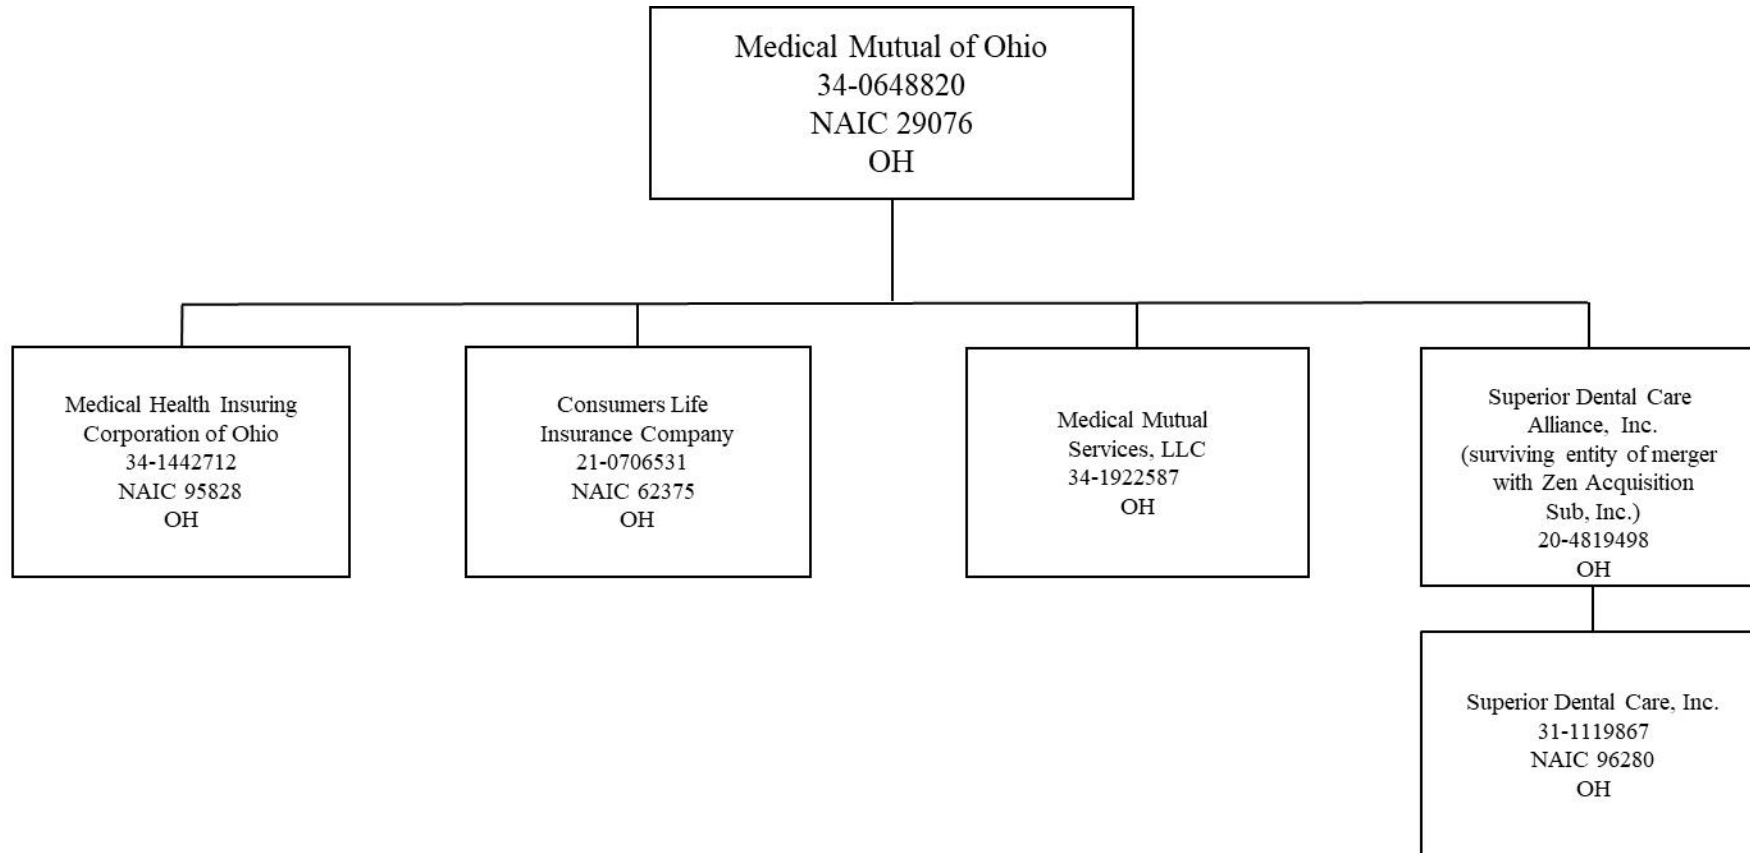 Medical Mutual of Ohio
34-0648820
NAIC 29076
OH
Medical Health Insuring
Corporation of Ohio
34-1442712
NAIC 95828
OH
Consumers Life
Insurance Company
21-0706531
NAIC 62375
OH
Medical Mutual
Services, LLC
34-1922587
OH
Superior Dental Care
Alliance, Inc.
(surviving entity of merger
with Zen Acquisition
Sub, Inc.)
20-4819498
OH
Superior Dental Care, Inc.
31-1119867
NAIC 96280
OH